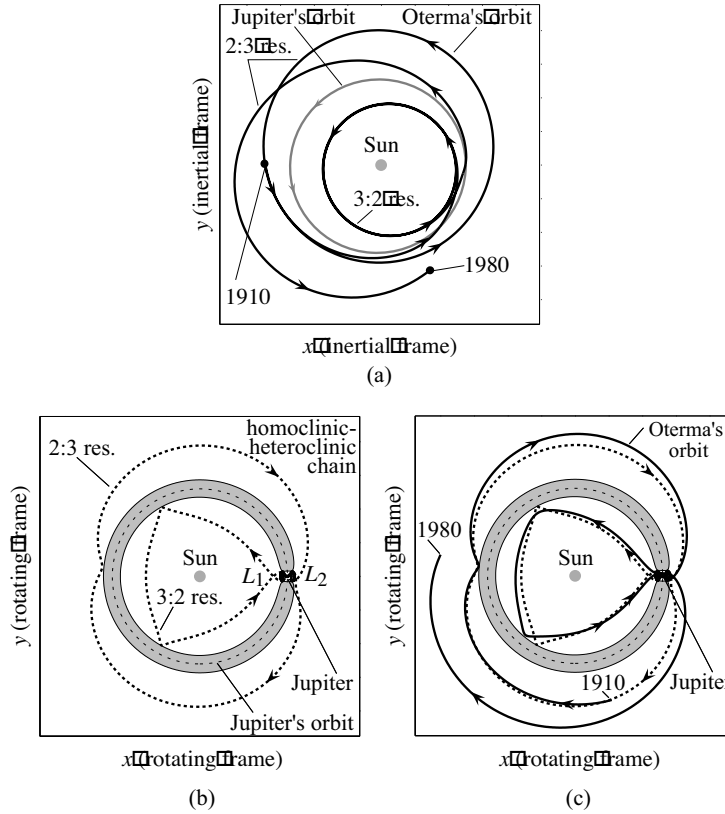 Jupiter's orbit
Oterma's orbit
2:3 res.
Sun
3:2 res.
1980
1910
y (inertial frame)
x (inertial frame)
(a)
homoclinic-
heteroclinic
chain
2:3 res.
Sun
L1
L2
3:2 res.
Jupiter
Jupiter's orbit
y (rotating frame)
x (rotating frame)
(b)
Oterma's
orbit
1980
Sun
1910
Jupiter
y (rotating frame)
x (rotating frame)
(c)